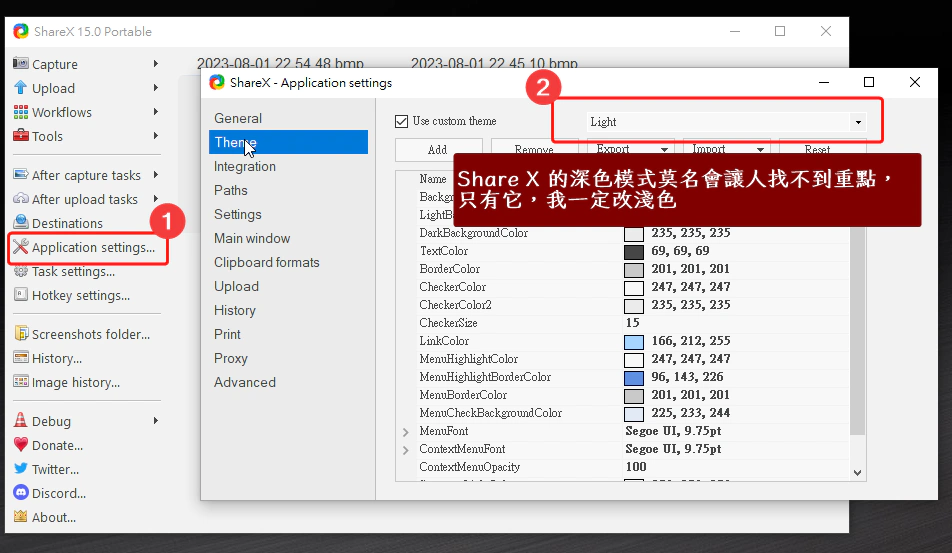 ShareX 15.0 Portable
Capture
Upload
Workflows
Tools
After capture tasks
After upload tasks
Destinations
1
Application settings...
Task settings...
Hotkey settings...
Screenshots folder...
History...
Image history...
Debug
Donate...
Twitter...
Discord...
About...
2023-08-01 22 54 48.bmp
2023-08-01 22 45 10.bmp
ShareX - Application settings
2
General
Theme
Integration
Paths
Settings
Main window
Clipboard formats
Upload
History
Print
Proxy
Advanced
Use custom theme
Light
Add
Remove
Export
Import
Reset
Share X 的深色模式莫名會讓人找不到重點，
只有它，我一定改淺色
Name
DarkBackgroundColor 235, 235, 235
TextColor 69, 69, 69
BorderColor 201, 201, 201
CheckerColor 247, 247, 247
CheckerColor2 235, 235, 235
CheckerSize 15
LinkColor 166, 212, 255
MenuHighlightColor 247, 247, 247
MenuHighlightBorderColor 96, 143, 226
MenuBorderColor 201, 201, 201
MenuCheckBackgroundColor 225, 233, 244
MenuFont Segoe UI, 9.75pt
ContextMenuFont Segoe UI, 9.75pt
ContextMenuOpacity 100